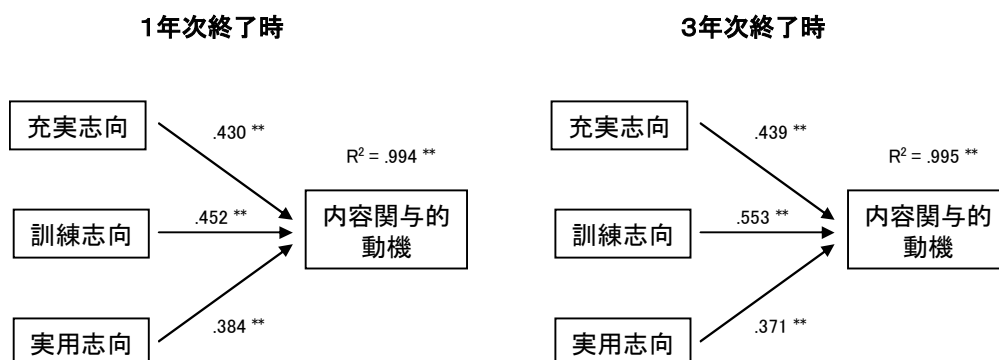 1年次終了時
充実志向
.430 **
R² = .994 **
訓練志向
.452 **
内容関与的
動機
実用志向
.384 **
3年次終了時
充実志向
.439 **
R² = .995 **
訓練志向
.553 **
内容関与的
動機
実用志向
.371 **